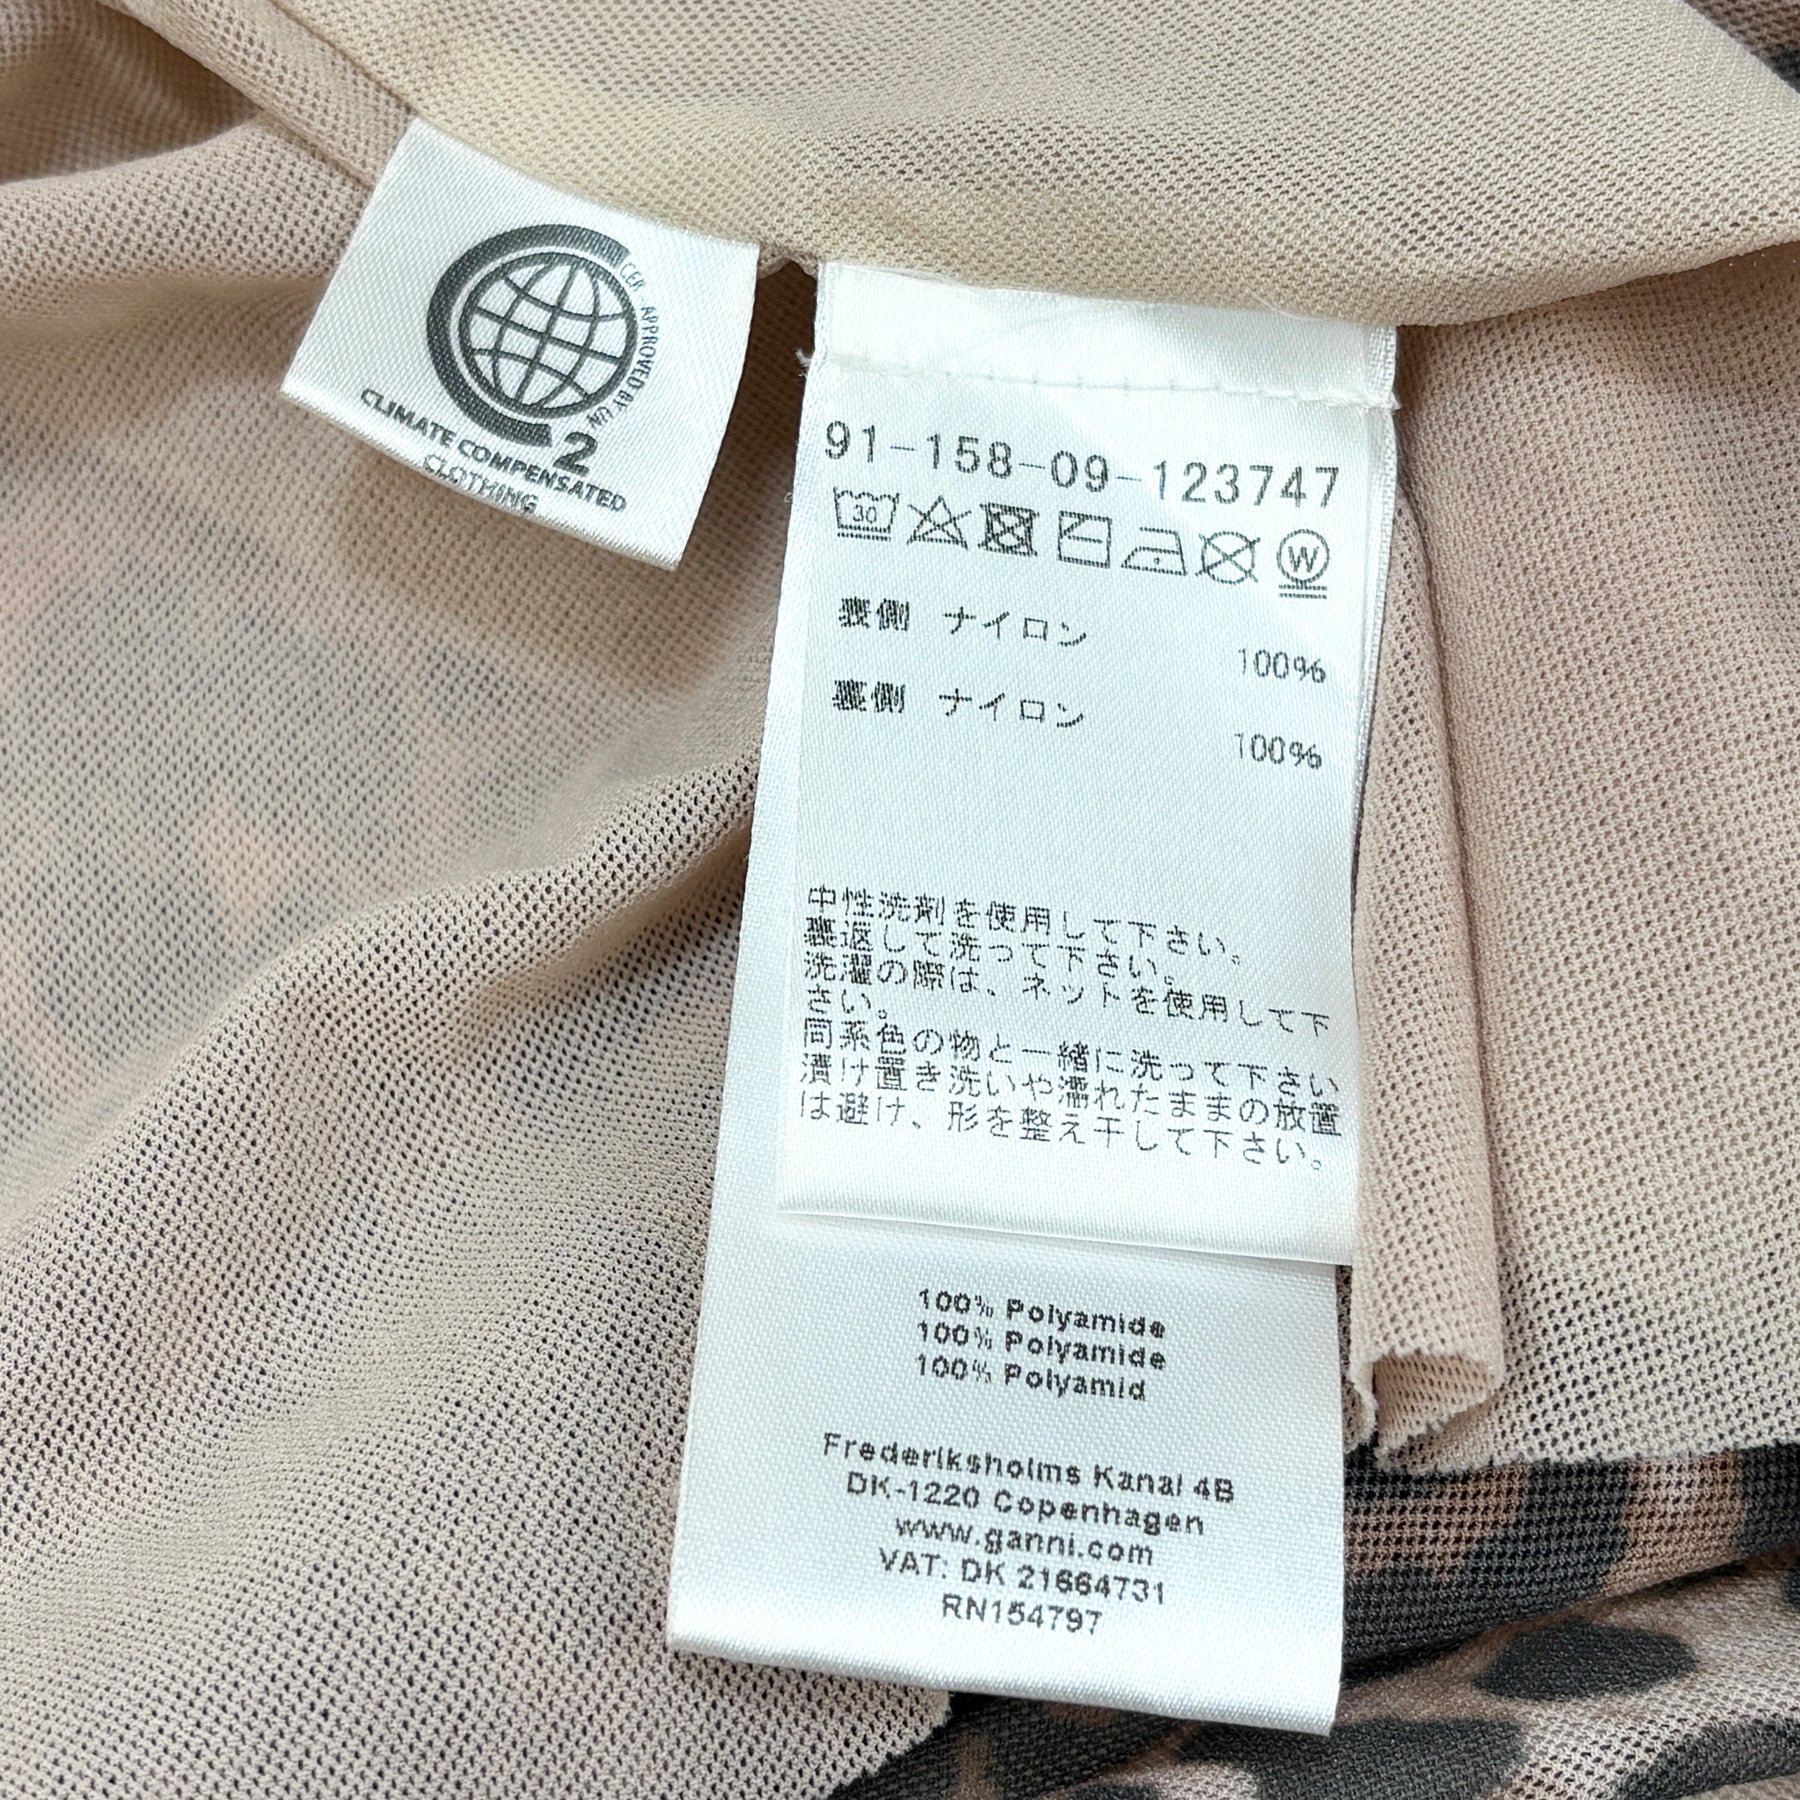 CER APPROVED BY UN
2
CLIMATE COMPENSATED
CLOTHING
91-158-09-123747
30
W
表側 ナイロン
100%
裏側 ナイロン
100%
中性洗剤を使用して下さい。
裏返して洗って下さい。
洗濯の際は、ネットを使用して下
さい。
同系色の物と一緒に洗って下さい
漬け置き洗いや濡れたままの放置
は避け、形を整え干して下さい。
100% Polyamide
100% Polyamide
100% Polyamid
Frederiksholms Kanal 4B
DK-1220 Copenhagen
www.ganni.com
VAT: DK 21664731
RN154797